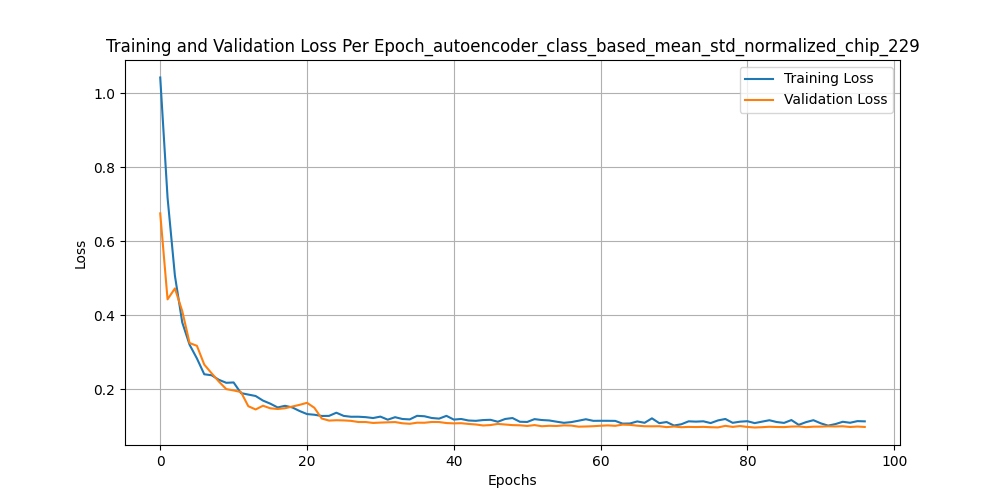 Training and Validation Loss Per Epoch_autoencoder_class_based_mean_std_normalized_chip_229
Training Loss
Validation Loss
1.0
0.8
0.6
0.4
0.2
Loss
0
20
40
60
80
100
Epochs